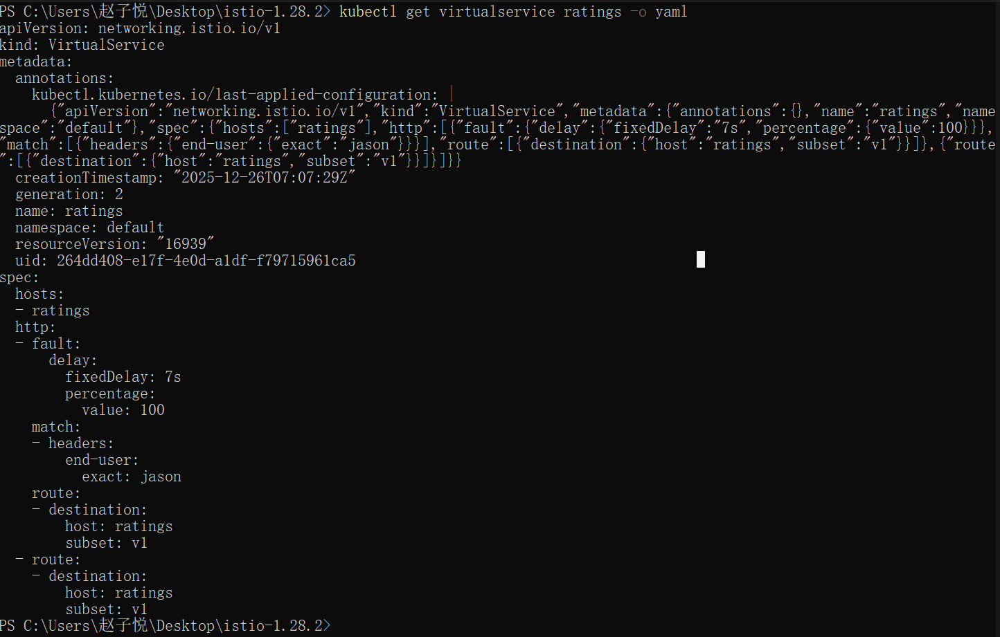 PS C:\Users\赵子悦\Desktop\istio-1.28.2> kubectl get virtualservice ratings -o yaml
apiVersion: networking.istio.io/v1
kind: VirtualService
metadata:
  annotations:
    kubectl.kubernetes.io/last-applied-configuration: |
      {"apiVersion":"networking.istio.io/v1","kind":"VirtualService","metadata":{"annotations":{},"name":"ratings","name
space":"default"},"spec":{"hosts":["ratings"],"http":[{"fault":{"delay":{"fixedDelay":"7s","percentage":{"value":100}}},
"match":[{"headers":{"end-user":{"exact":"jason"}}}],"route":[{"destination":{"host":"ratings","subset":"v1"}}]},{"route
":[{"destination":{"host":"ratings","subset":"v1"}}]}]}}
  creationTimestamp: "2025-12-26T07:07:29Z"
  generation: 2
  name: ratings
  namespace: default
  resourceVersion: "16939"
  uid: 264dd408-e17f-4e0d-a1df-f79715961ca5
spec:
  hosts:
  - ratings
  http:
  - fault:
      delay:
        fixedDelay: 7s
        percentage:
          value: 100
    match:
    - headers:
        end-user:
          exact: jason
    route:
    - destination:
        host: ratings
        subset: v1
  - route:
    - destination:
        host: ratings
        subset: v1
PS C:\Users\赵子悦\Desktop\istio-1.28.2>